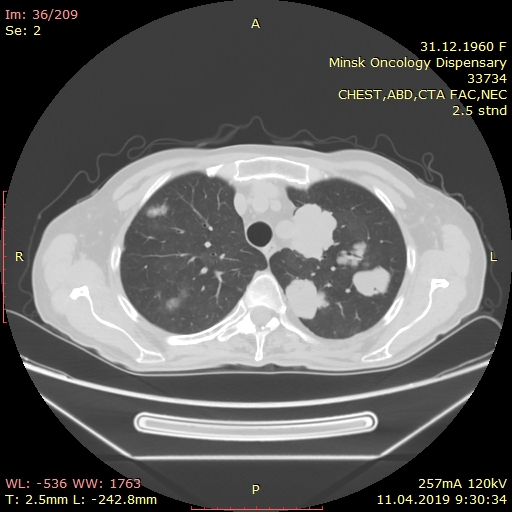 Im: 36/209
Se: 2
A
31.12.1960 F
Minsk Oncology Dispensary
33734
CHEST,ABD,CTA FAC,NEC
2.5 stnd
R
L
WL: -536 WW: 1763
T: 2.5mm L: -242.8mm
P
257mA 120kV
11.04.2019 9:30:34